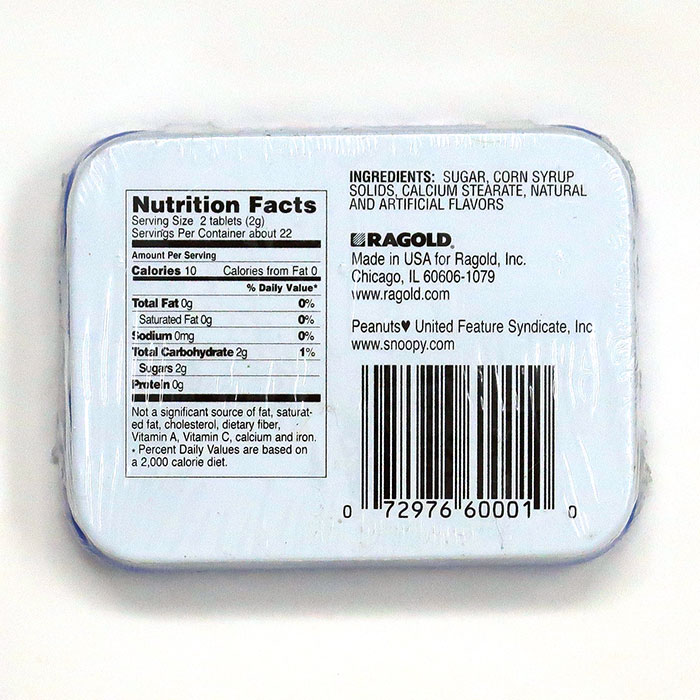 Nutrition Facts
Serving Size 2 tablets (2g)
Servings Per Container about 22
Amount Per Serving
Calories 10 Calories from Fat 0
% Daily Value*
Total Fat 0g 0%
Saturated Fat 0g 0%
Sodium 0mg 0%
Total Carbohydrate 2g 1%
Sugars 2g
Protein 0g
Not a significant source of fat, saturat-
ed fat, cholesterol, dietary fiber,
Vitamin A, Vitamin C, calcium and iron.
* Percent Daily Values are based on
a 2,000 calorie diet.
INGREDIENTS: SUGAR, CORN SYRUP
SOLIDS, CALCIUM STEARATE, NATURAL
AND ARTIFICIAL FLAVORS
RAGOLD®
Made in USA for Ragold, Inc.
Chicago, IL 60606-1079
www.ragold.com
Peanuts♥ United Feature Syndicate, Inc
www.snoopy.com
0 72976 60001 0